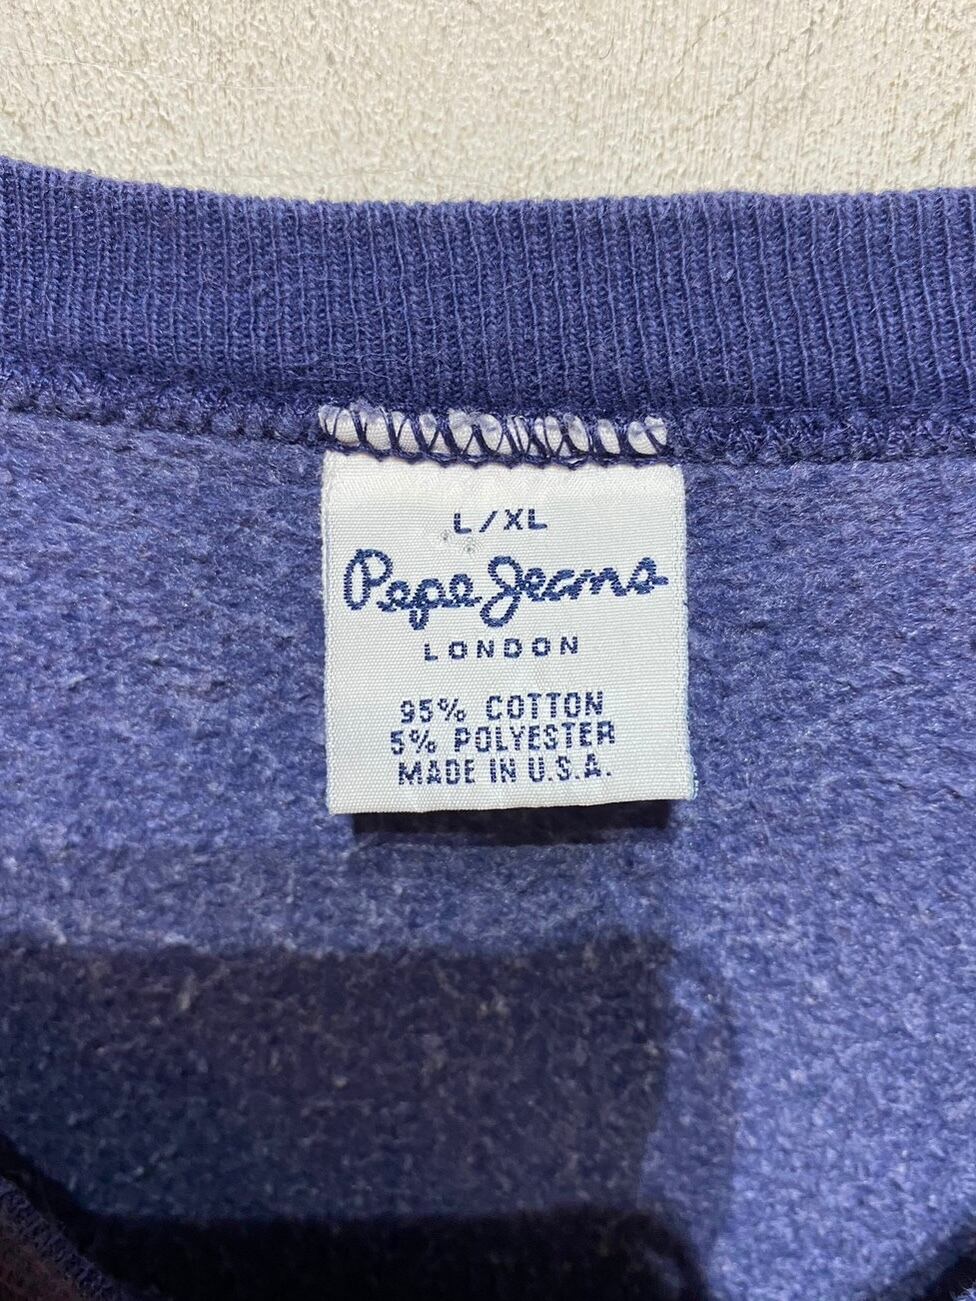 L/XL
Pepe Jeans
LONDON
95% COTTON
5% POLYESTER
MADE IN U.S.A.